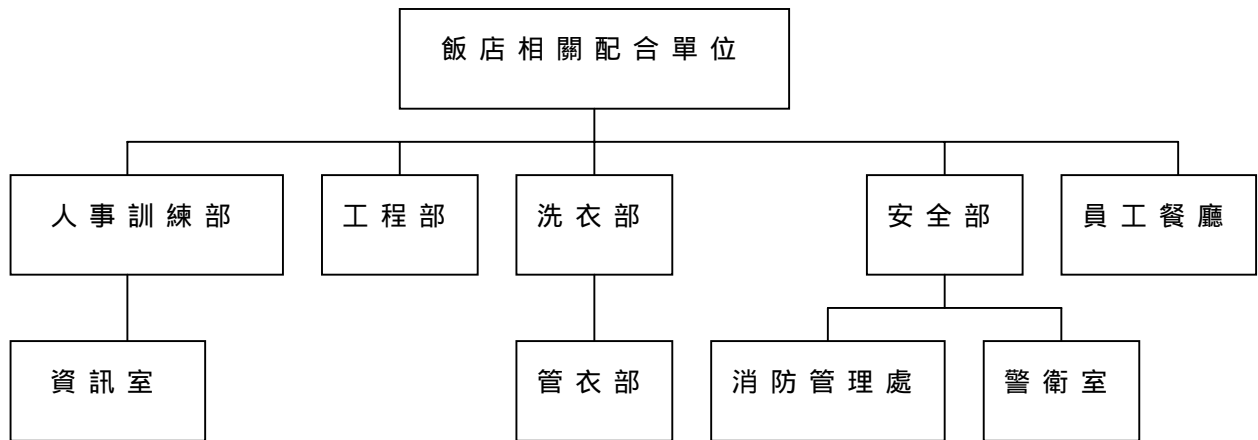 飯店相關配合單位
人事訓練部
工程部
洗衣部
安全部
員工餐廳
資訊室
管衣部
消防管理處
警衛室